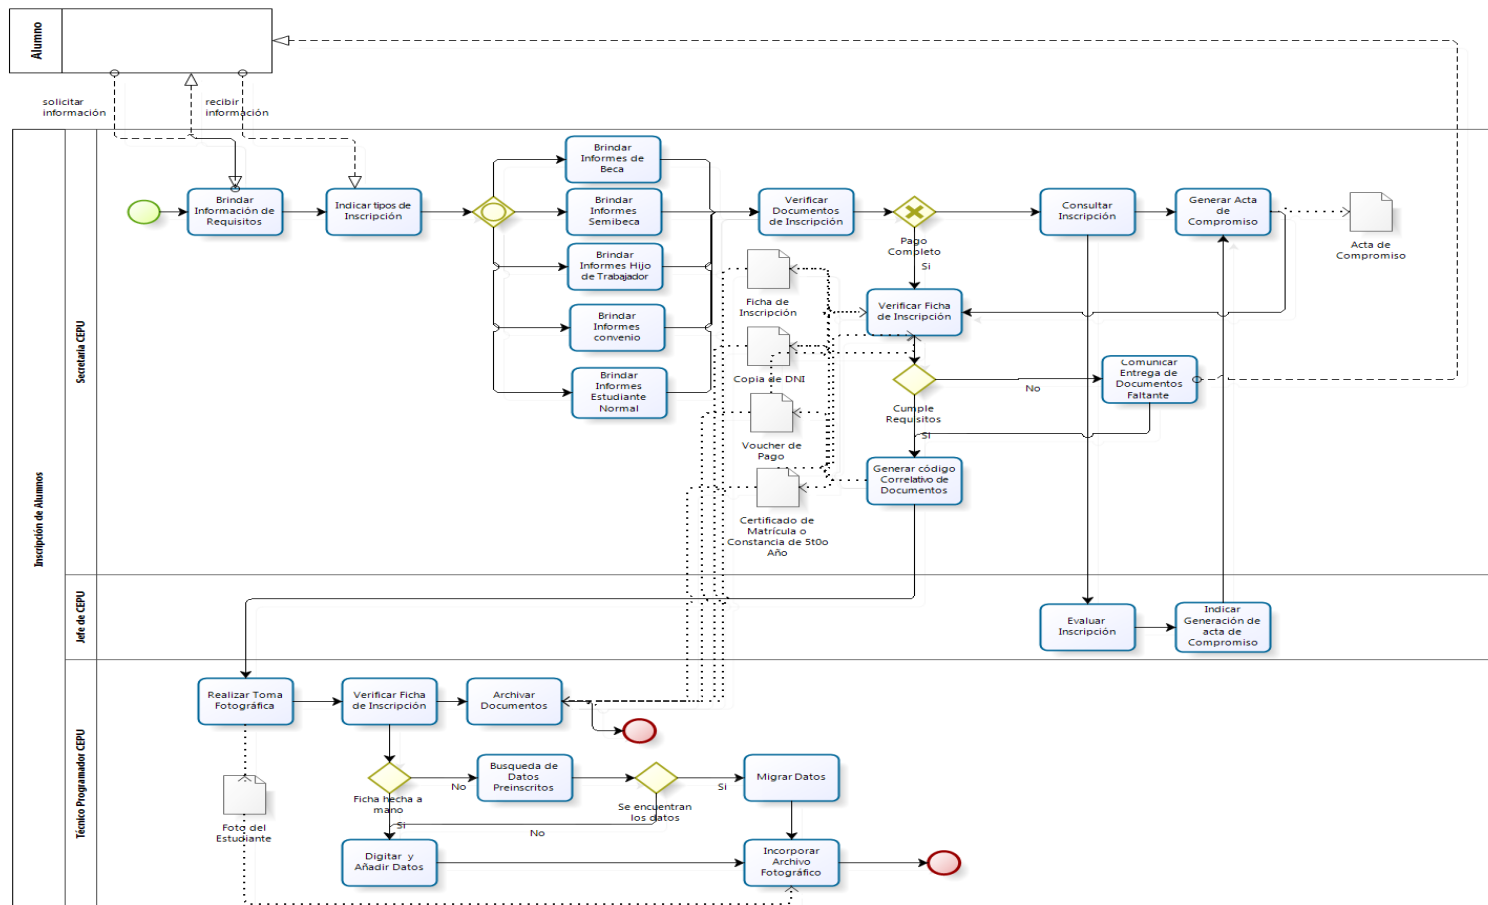 Alumno
solicitar
información
recibir
información
Inscripción de Alumnos
Secretaria CEPU
Brindar
Información de
Requisitos
Indicar tipos de
Inscripción
Brindar
Informes de
Beca
Brindar
Informes
Semibeca
Brindar
Informes Hijo
de Trabajador
Brindar
Informes
convenio
Brindar
Informes
Estudiante
Normal
Verificar
Documentos
de Inscripción
Pago
Completo
Si
Consultar
Inscripción
Generar Acta
de
Compromiso
Acta de
Compromiso
Ficha de
Inscripción
Verificar Ficha
de Inscripción
Copia de DNI
Cumple
Requisitos
No
Si
Comunicar
Entrega de
Documentos
Faltante
Voucher de
Pago
Generar código
Correlativo de
Documentos
Certificado de
Matrícula o
Constancia de 5t0o
Año
Jefe de CEPU
Evaluar
Inscripción
Indicar
Generación de
acta de
Compromiso
Técnico Programador CEPU
Realizar Toma
Fotográfica
Verificar Ficha
de Inscripción
Archivar
Documentos
Foto del
Estudiante
Ficha hecha a
mano
No
Si
Busqueda de
Datos
Preinscritos
Se encuentran
los datos
Si
No
Migrar Datos
Digitar y
Añadir Datos
Incorporar
Archivo
Fotográfico